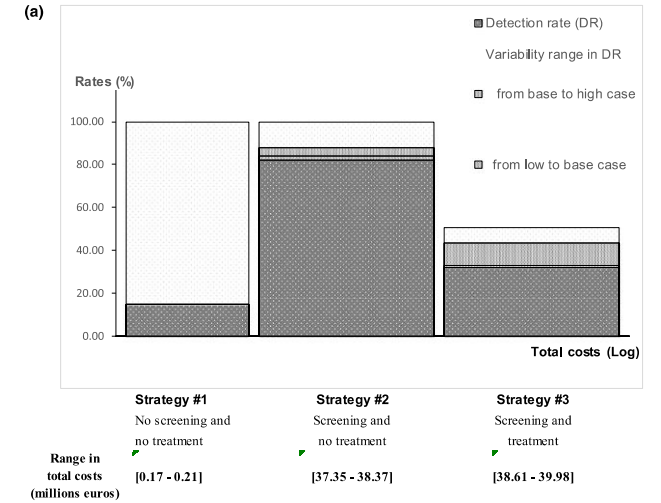 (a)
Detection rate (DR)
Variability range in DR
Rates (%)
from base to high case
100.00
80.00
from low to base case
60.00
40.00
20.00
0.00
Total costs (Log)
Strategy #1 Strategy #2 Strategy #3
No screening and Screening and Screening and
no treatment no treatment treatment
Range in
total costs [0.17 - 0.21] [37.35 - 38.37] [38.61 - 39.98]
(millions euros)